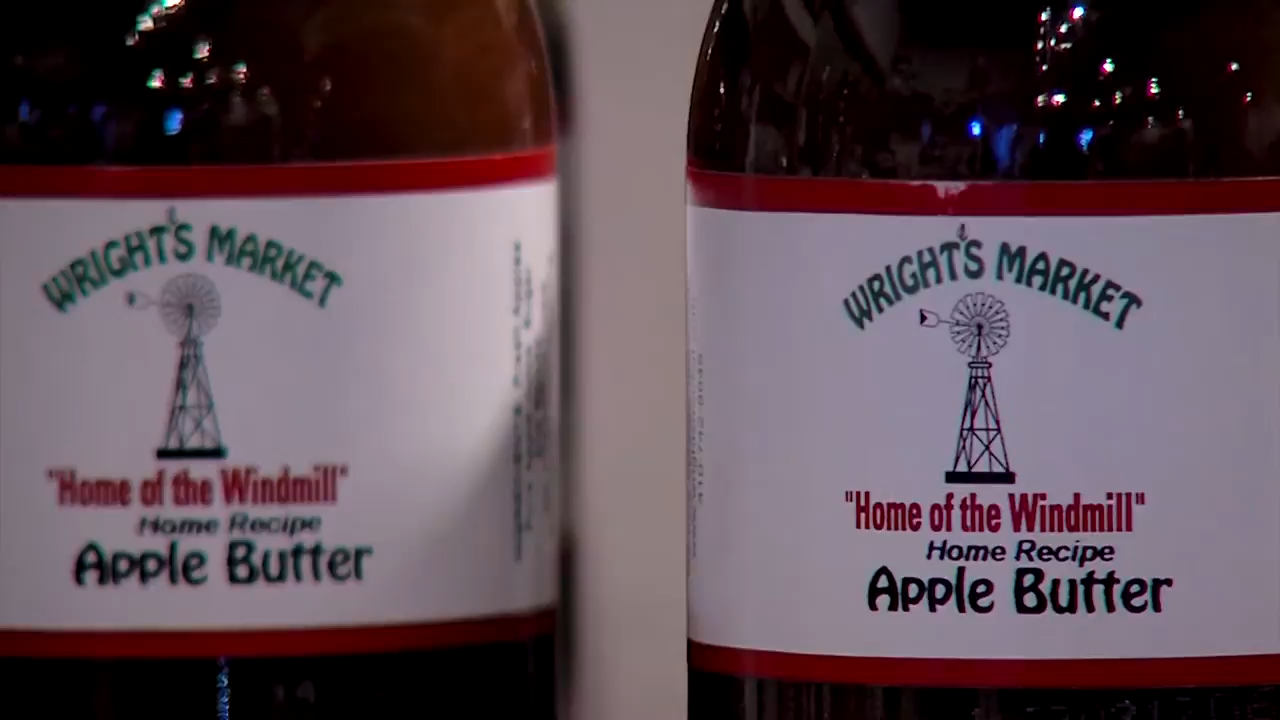 WRIGHT'S MARKET
"Home of the Windmill"
Home Recipe
Apple Butter
WRIGHT'S MARKET
"Home of the Windmill"
Home Recipe
Apple Butter